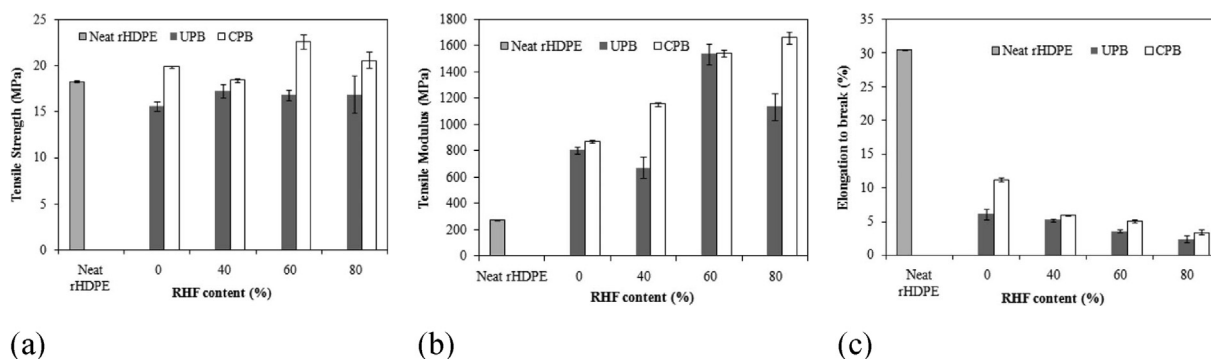 25
20
15
10
5
0
Tensile Strength (MPa)
Neat rHDPE UPB CPB
Neat
rHDPE
0 40 60 80
RHF content (%)
(a)
1800
1600
1400
1200
1000
800
600
400
200
0
Tensile Modulus (MPa)
Neat rHDPE UPB CPB
Neat rHDPE 0 40 60 80
RHF content (%)
(b)
35
30
25
20
15
10
5
0
Elongation to break (%)
Neat rHDPE UPB CPB
Neat
rHDPE
0 40 60 80
RHF content (%)
(c)